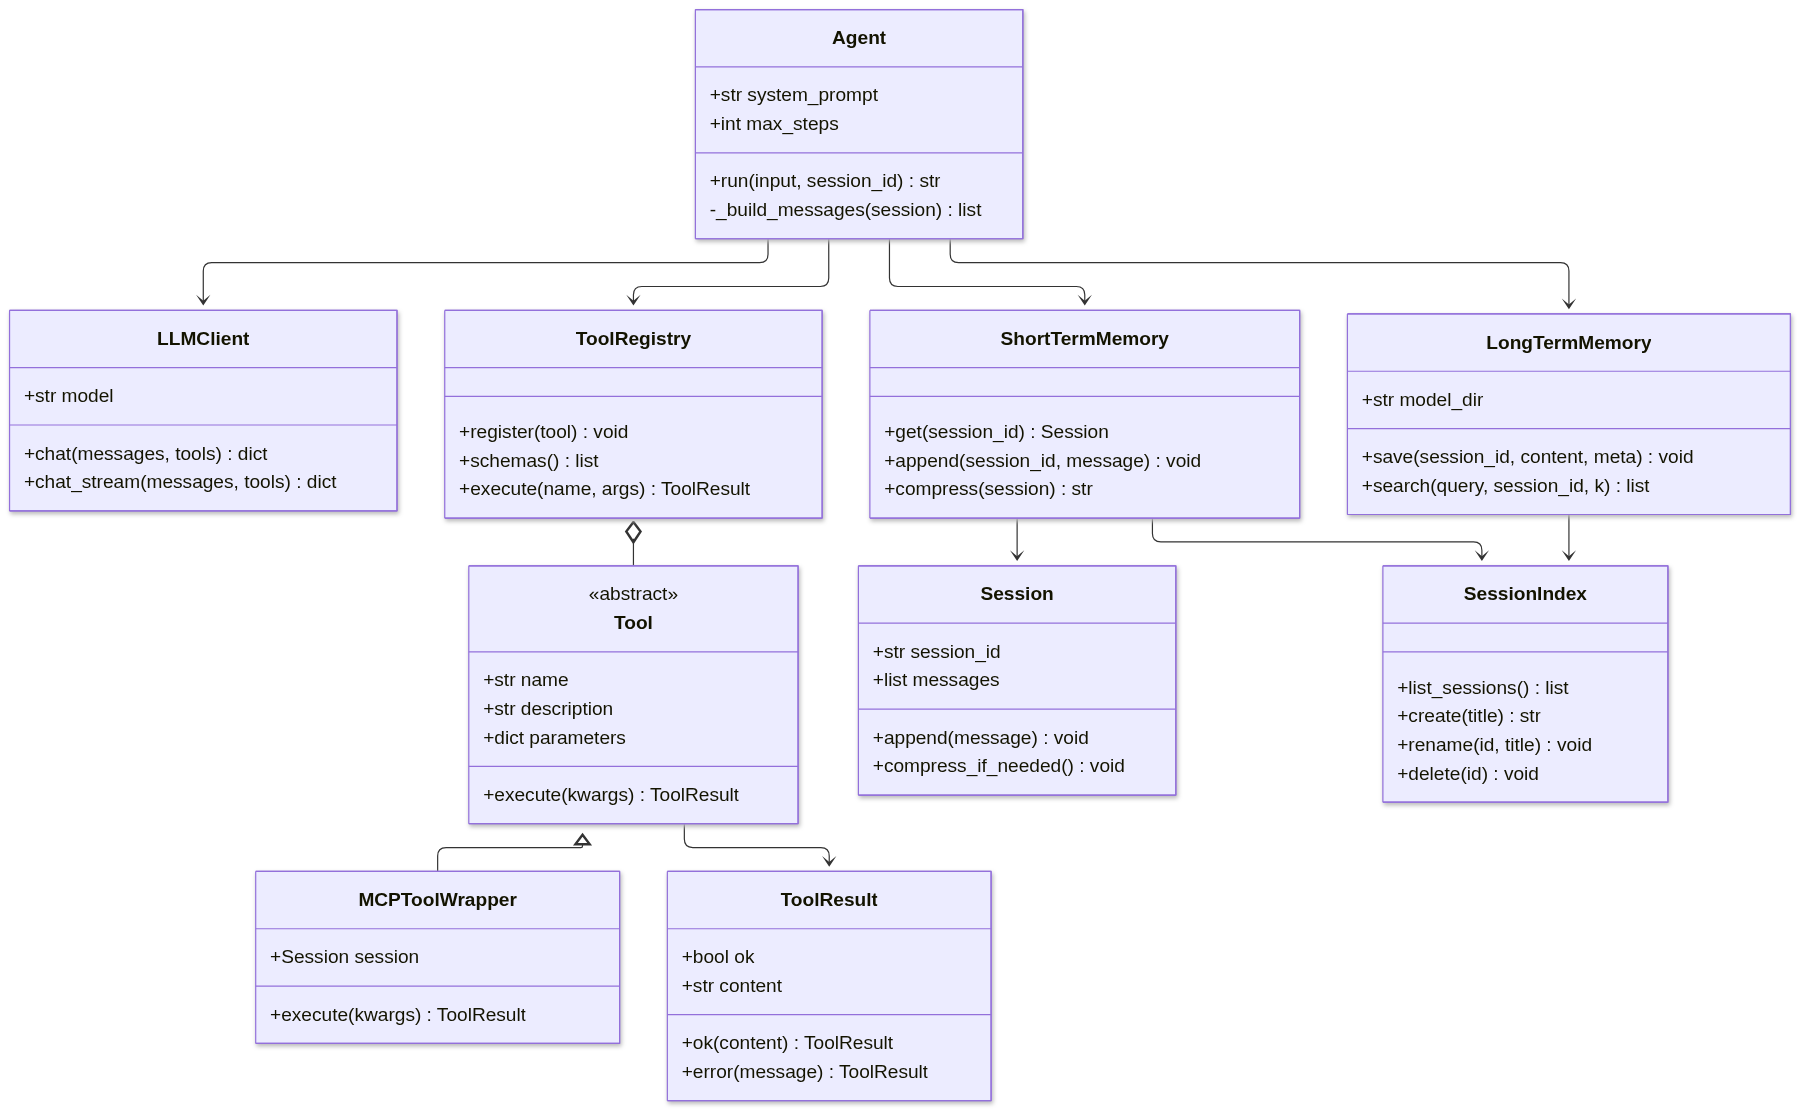 Agent
+str system_prompt
+int max_steps
+run(input, session_id) : str
-_build_messages(session) : list
LLMClient
+str model
+chat(messages, tools) : dict
+chat_stream(messages, tools) : dict
ToolRegistry
+register(tool) : void
+schemas() : list
+execute(name, args) : ToolResult
ShortTermMemory
+get(session_id) : Session
+append(session_id, message) : void
+compress(session) : str
LongTermMemory
+str model_dir
+save(session_id, content, meta) : void
+search(query, session_id, k) : list
«abstract»
Tool
+str name
+str description
+dict parameters
+execute(kwargs) : ToolResult
Session
+str session_id
+list messages
+append(message) : void
+compress_if_needed() : void
SessionIndex
+list_sessions() : list
+create(title) : str
+rename(id, title) : void
+delete(id) : void
MCPToolWrapper
+Session session
+execute(kwargs) : ToolResult
ToolResult
+bool ok
+str content
+ok(content) : ToolResult
+error(message) : ToolResult